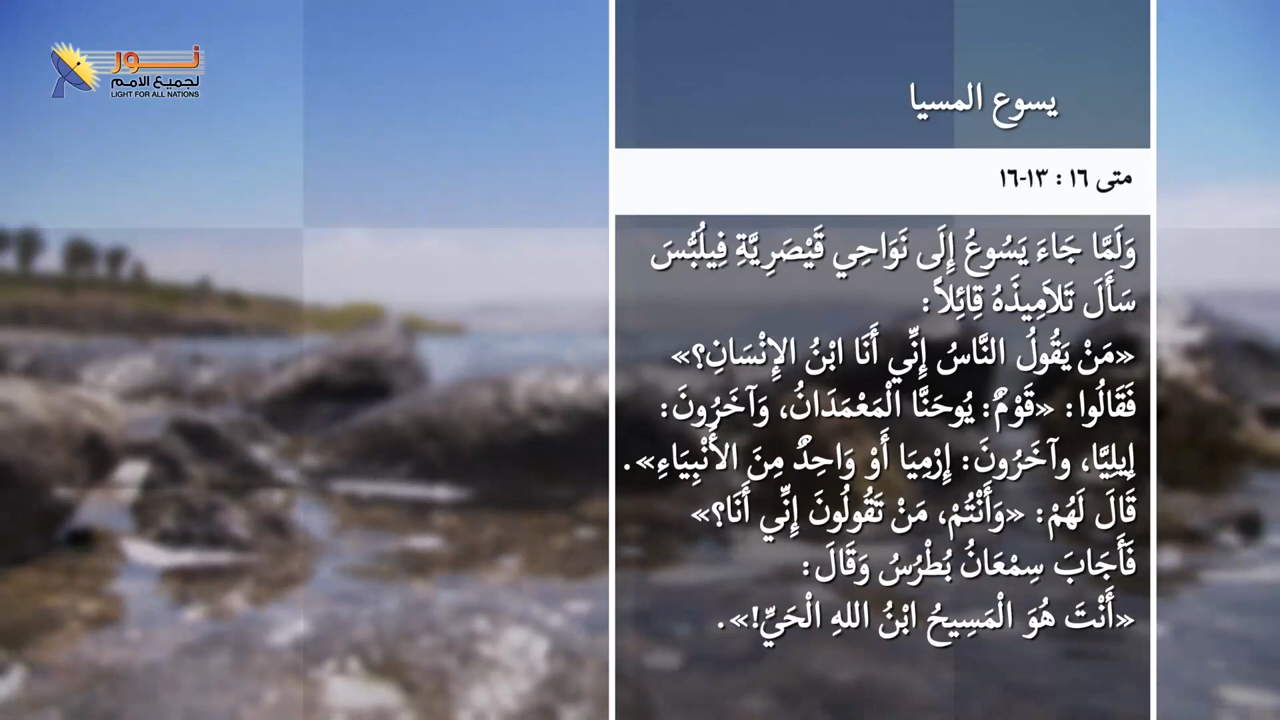 نور
لجميع الامم
LIGHT FOR ALL NATIONS
يسوع المسيا
متى ١٦ : ١٣-١٦
وَلَمَّا جَاءَ يَسُوعُ إِلَى نَوَاحِي قَيْصَرِيَّةِ فِيلُبُّسَ
سَأَلَ تَلاَمِيذَهُ قِائِلاً:
«مَنْ يَقُولُ النَّاسُ إِنِّي أَنَا ابْنُ الإِنْسَانِ؟»
فَقَالُوا: «قَوْمٌ: يُوحَنَّا الْمَعْمَدَانُ، وَآخَرُونَ:
إِيلِيَّا، وآخَرُونَ: إِرْمِيَا أَوْ وَاحِدٌ مِنَ الأَنْبِيَاءِ».
قَالَ لَهُمْ: «وَأَنْتُمْ، مَنْ تَقُولُونَ إِنِّي أَنَا؟»
فَأَجَابَ سِمْعَانُ بُطْرُسُ وَقَالَ:
«أَنْتَ هُوَ الْمَسِيحُ ابْنُ اللهِ الْحَيِّ!».